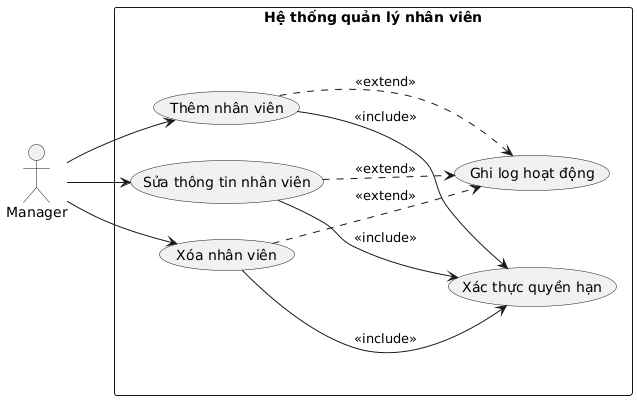 Hệ thống quản lý nhân viên
«extend»
Thêm nhân viên
«include»
Manager
Sửa thông tin nhân viên
«extend»
Ghi log hoạt động
«extend»
Xóa nhân viên
«include»
Xác thực quyền hạn
«include»